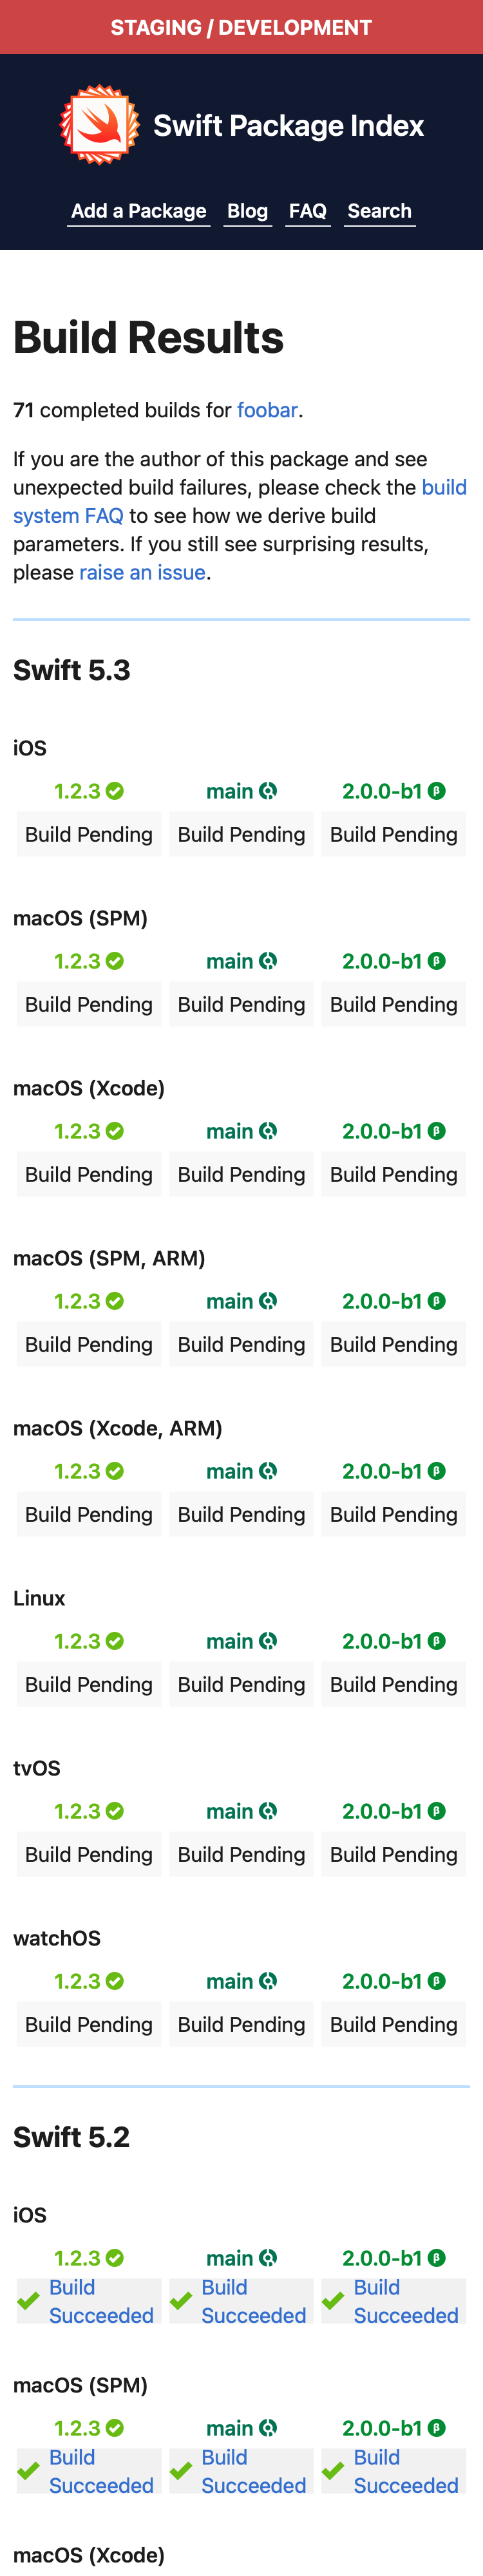 STAGING / DEVELOPMENT
Swift Package Index
Add a Package Blog FAQ Search
Build Results
71 completed builds for foobar.
If you are the author of this package and see
unexpected build failures, please check the build
system FAQ to see how we derive build
parameters. If you still see surprising results,
please raise an issue.
Swift 5.3
iOS
1.2.3 main 2.0.0-b1 β
Build Pending Build Pending Build Pending
macOS (SPM)
1.2.3 main 2.0.0-b1 β
Build Pending Build Pending Build Pending
macOS (Xcode)
1.2.3 main 2.0.0-b1 β
Build Pending Build Pending Build Pending
macOS (SPM, ARM)
1.2.3 main 2.0.0-b1 β
Build Pending Build Pending Build Pending
macOS (Xcode, ARM)
1.2.3 main 2.0.0-b1 β
Build Pending Build Pending Build Pending
Linux
1.2.3 main 2.0.0-b1 β
Build Pending Build Pending Build Pending
tvOS
1.2.3 main 2.0.0-b1 β
Build Pending Build Pending Build Pending
watchOS
1.2.3 main 2.0.0-b1 β
Build Pending Build Pending Build Pending
Swift 5.2
iOS
1.2.3 main 2.0.0-b1 β
Build Build Build
Succeeded Succeeded Succeeded
macOS (SPM)
1.2.3 main 2.0.0-b1 β
Build Build Build
Succeeded Succeeded Succeeded
macOS (Xcode)